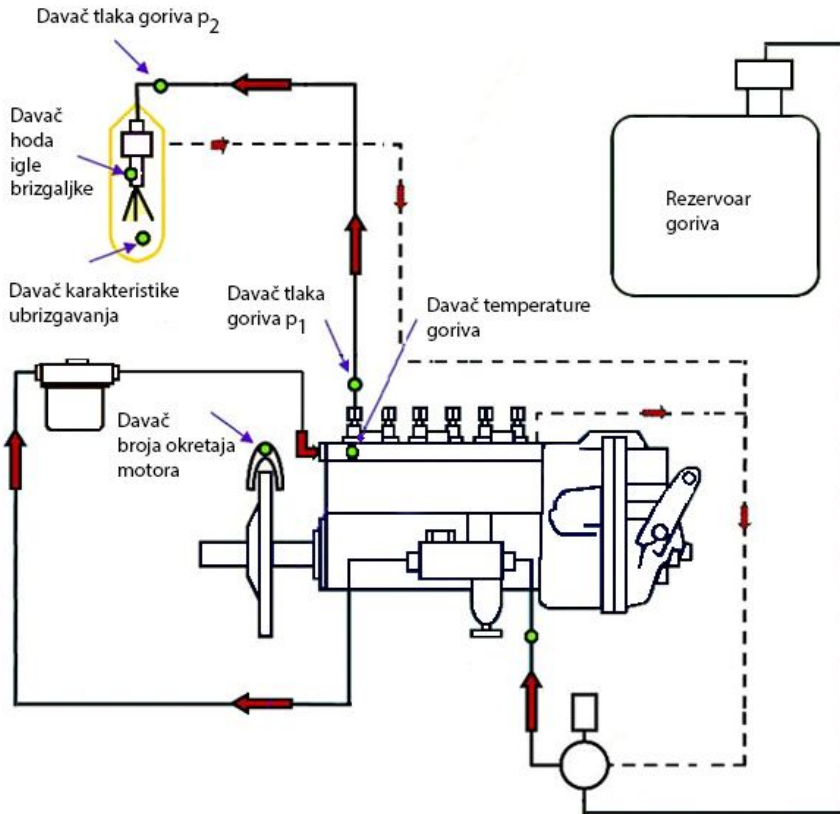 Davač tlaka goriva p2
Davač
hoda
igle
brizgaljke
Rezervoar
goriva
Davač karakteristike
ubrizgavanja
Davač tlaka
goriva p1
Davač temperature
goriva
Davač
broja okretaja
motora